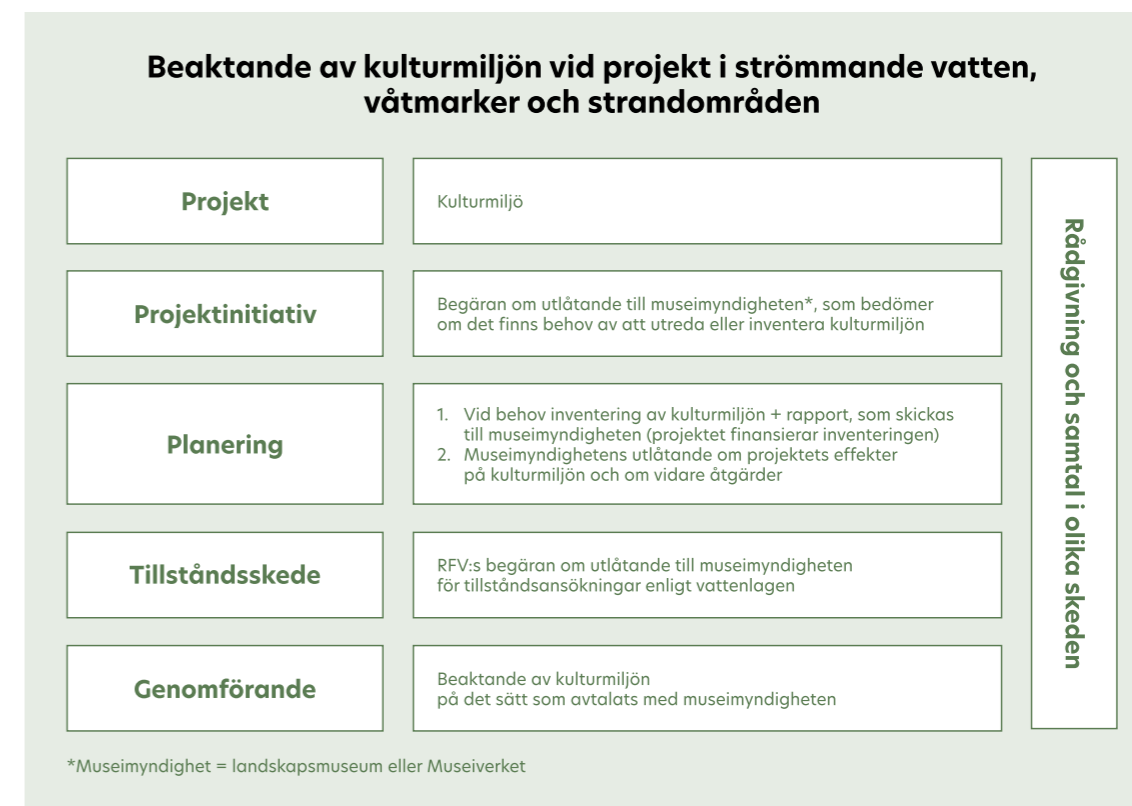 Beaktande av kulturmiljön vid projekt i strömmande vatten,
våtmarker och strandområden
Projekt
Kulturmiljö
Projektinitiativ
Begäran om utlåtande till museimyndigheten*, som bedömer
om det finns behov av att utreda eller inventera kulturmiljön
Planering
1. Vid behov inventering av kulturmiljön + rapport, som skickas
till museimyndigheten (projektet finansierar inventeringen)
2. Museimyndighetens utlåtande om projektets effekter
på kulturmiljön och om vidare åtgärder
Tillståndsskede
RFV:s begäran om utlåtande till museimyndigheten
för tillståndsansökningar enligt vattenlagen
Genomförande
Beaktande av kulturmiljön
på det sätt som avtalats med museimyndigheten
Rådgivning och samtal i olika skeden
*Museimyndighet = landskapsmuseum eller Museiverket